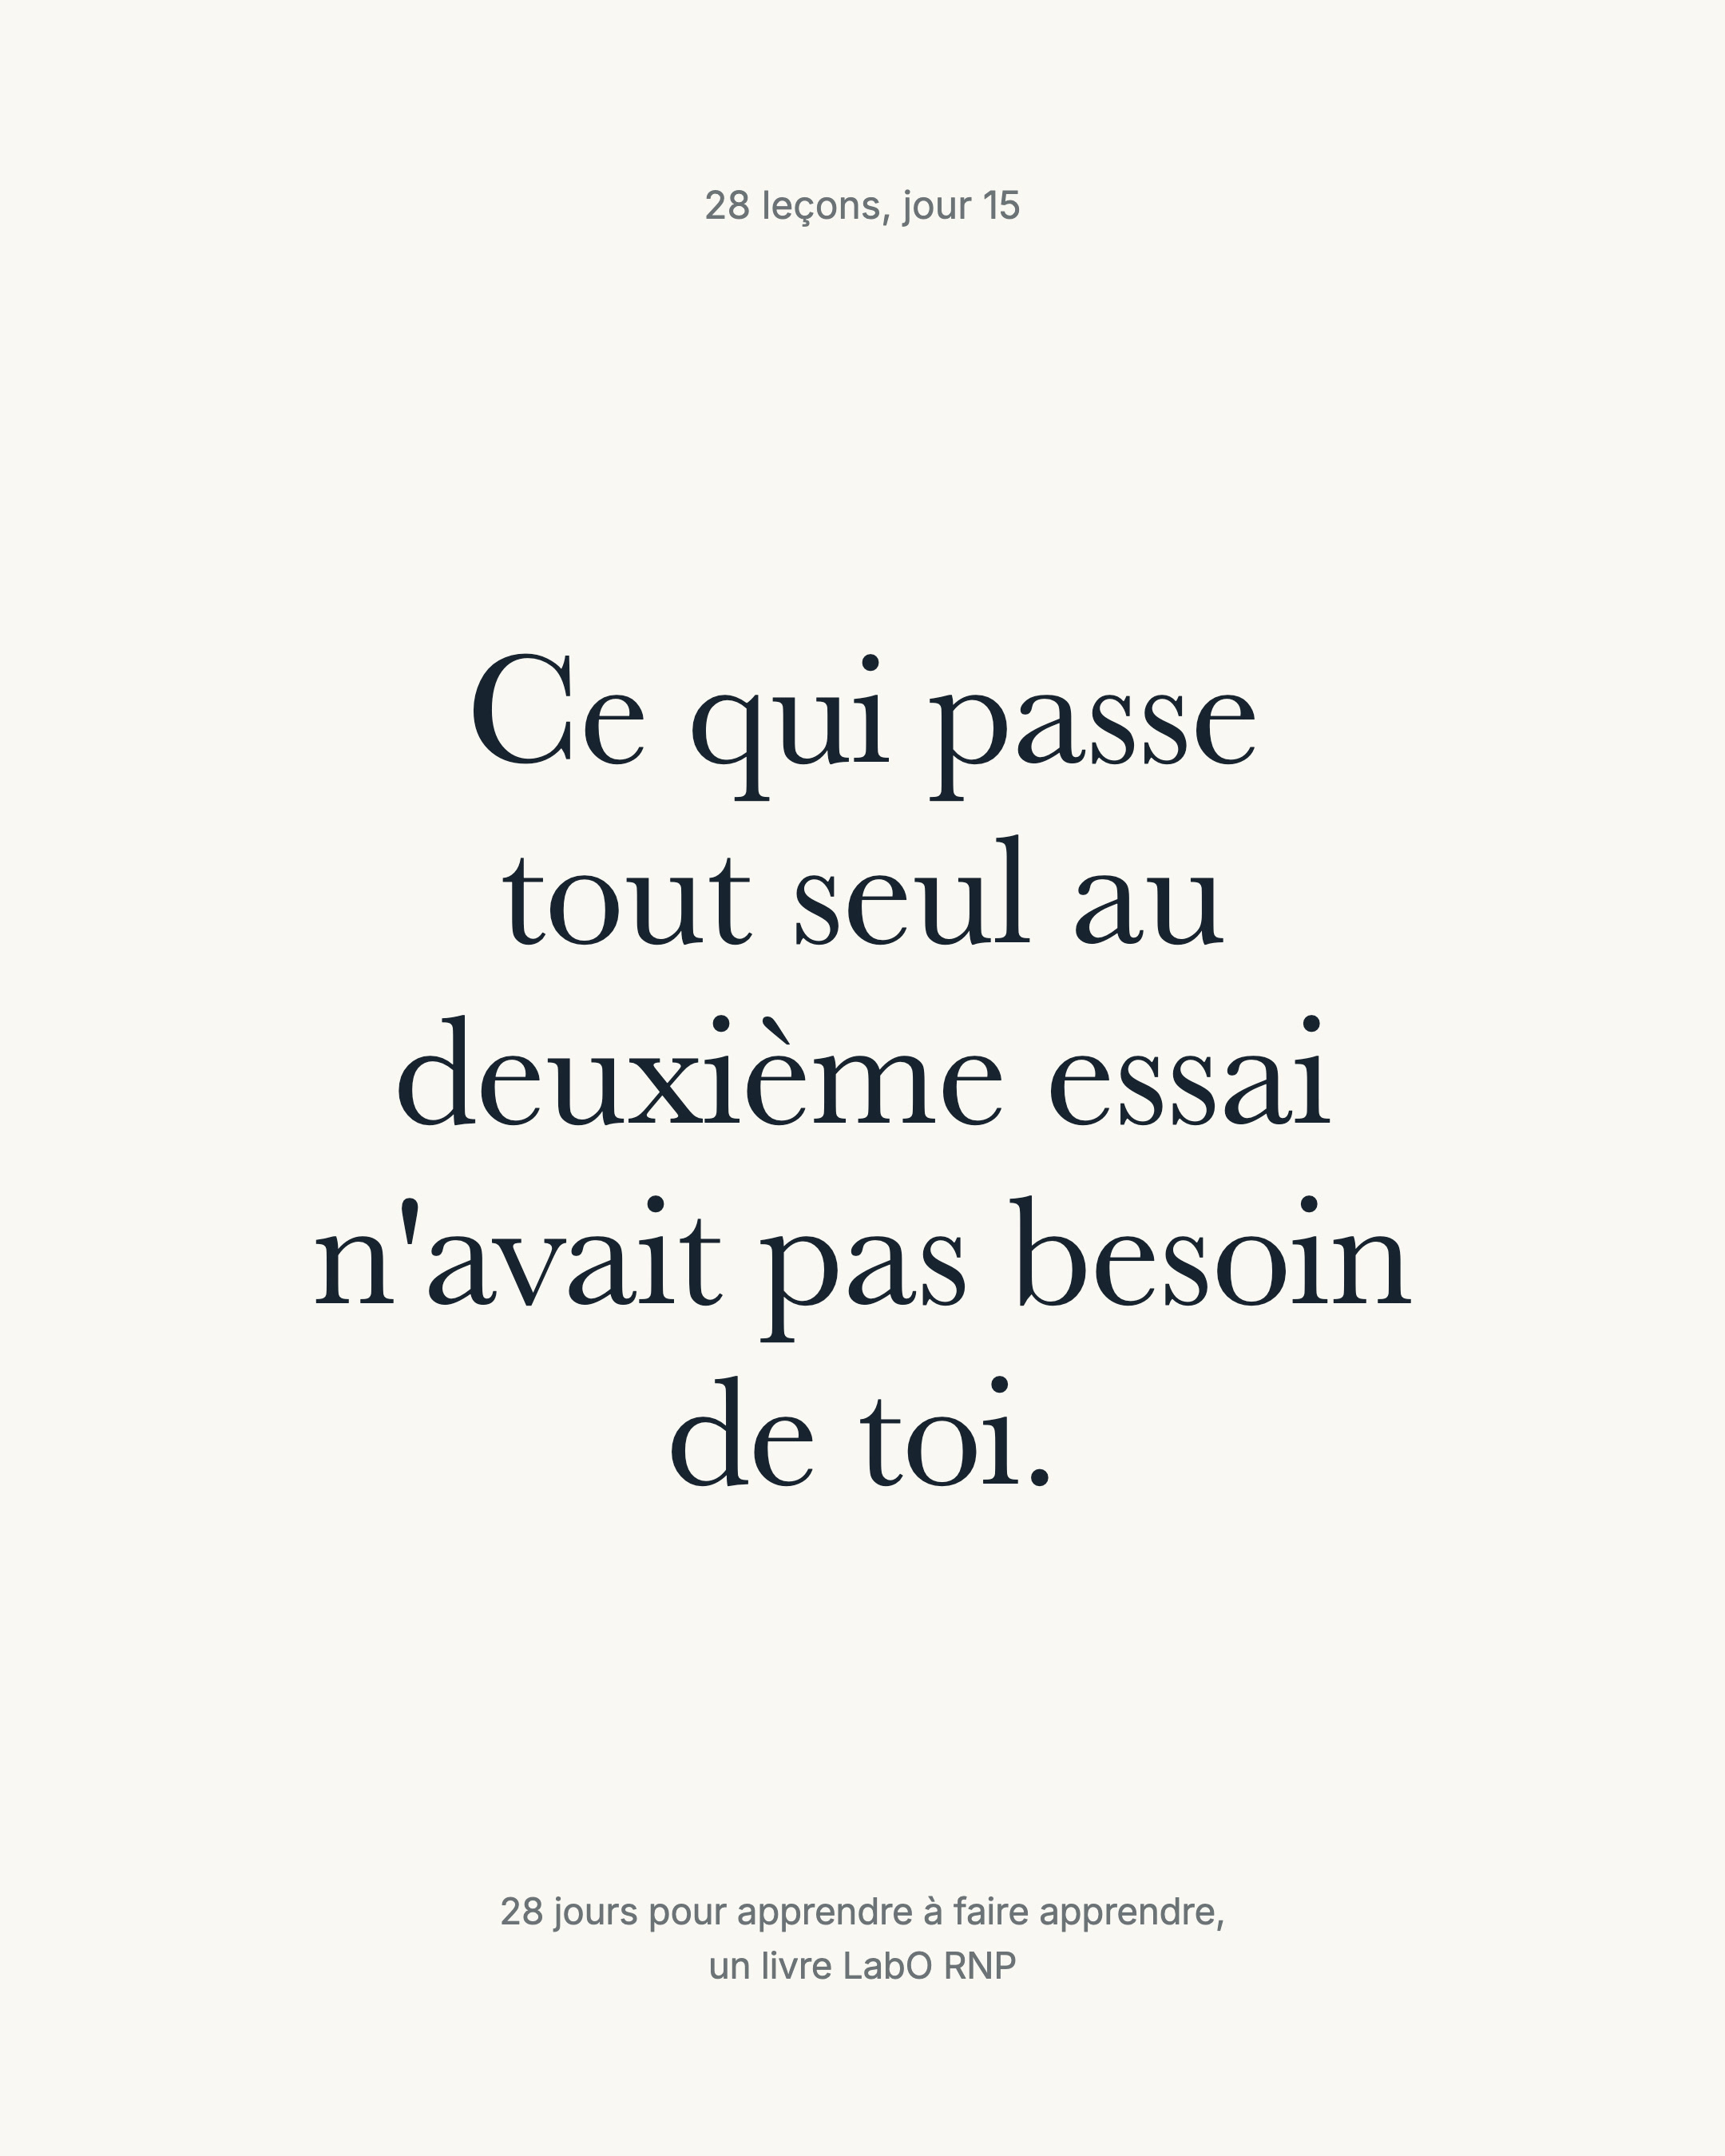 28 leçons, jour 15
Ce qui passe
tout seul au
deuxième essai
n'avait pas besoin
de toi.
28 jours pour apprendre à faire apprendre,
un livre LabO RNP